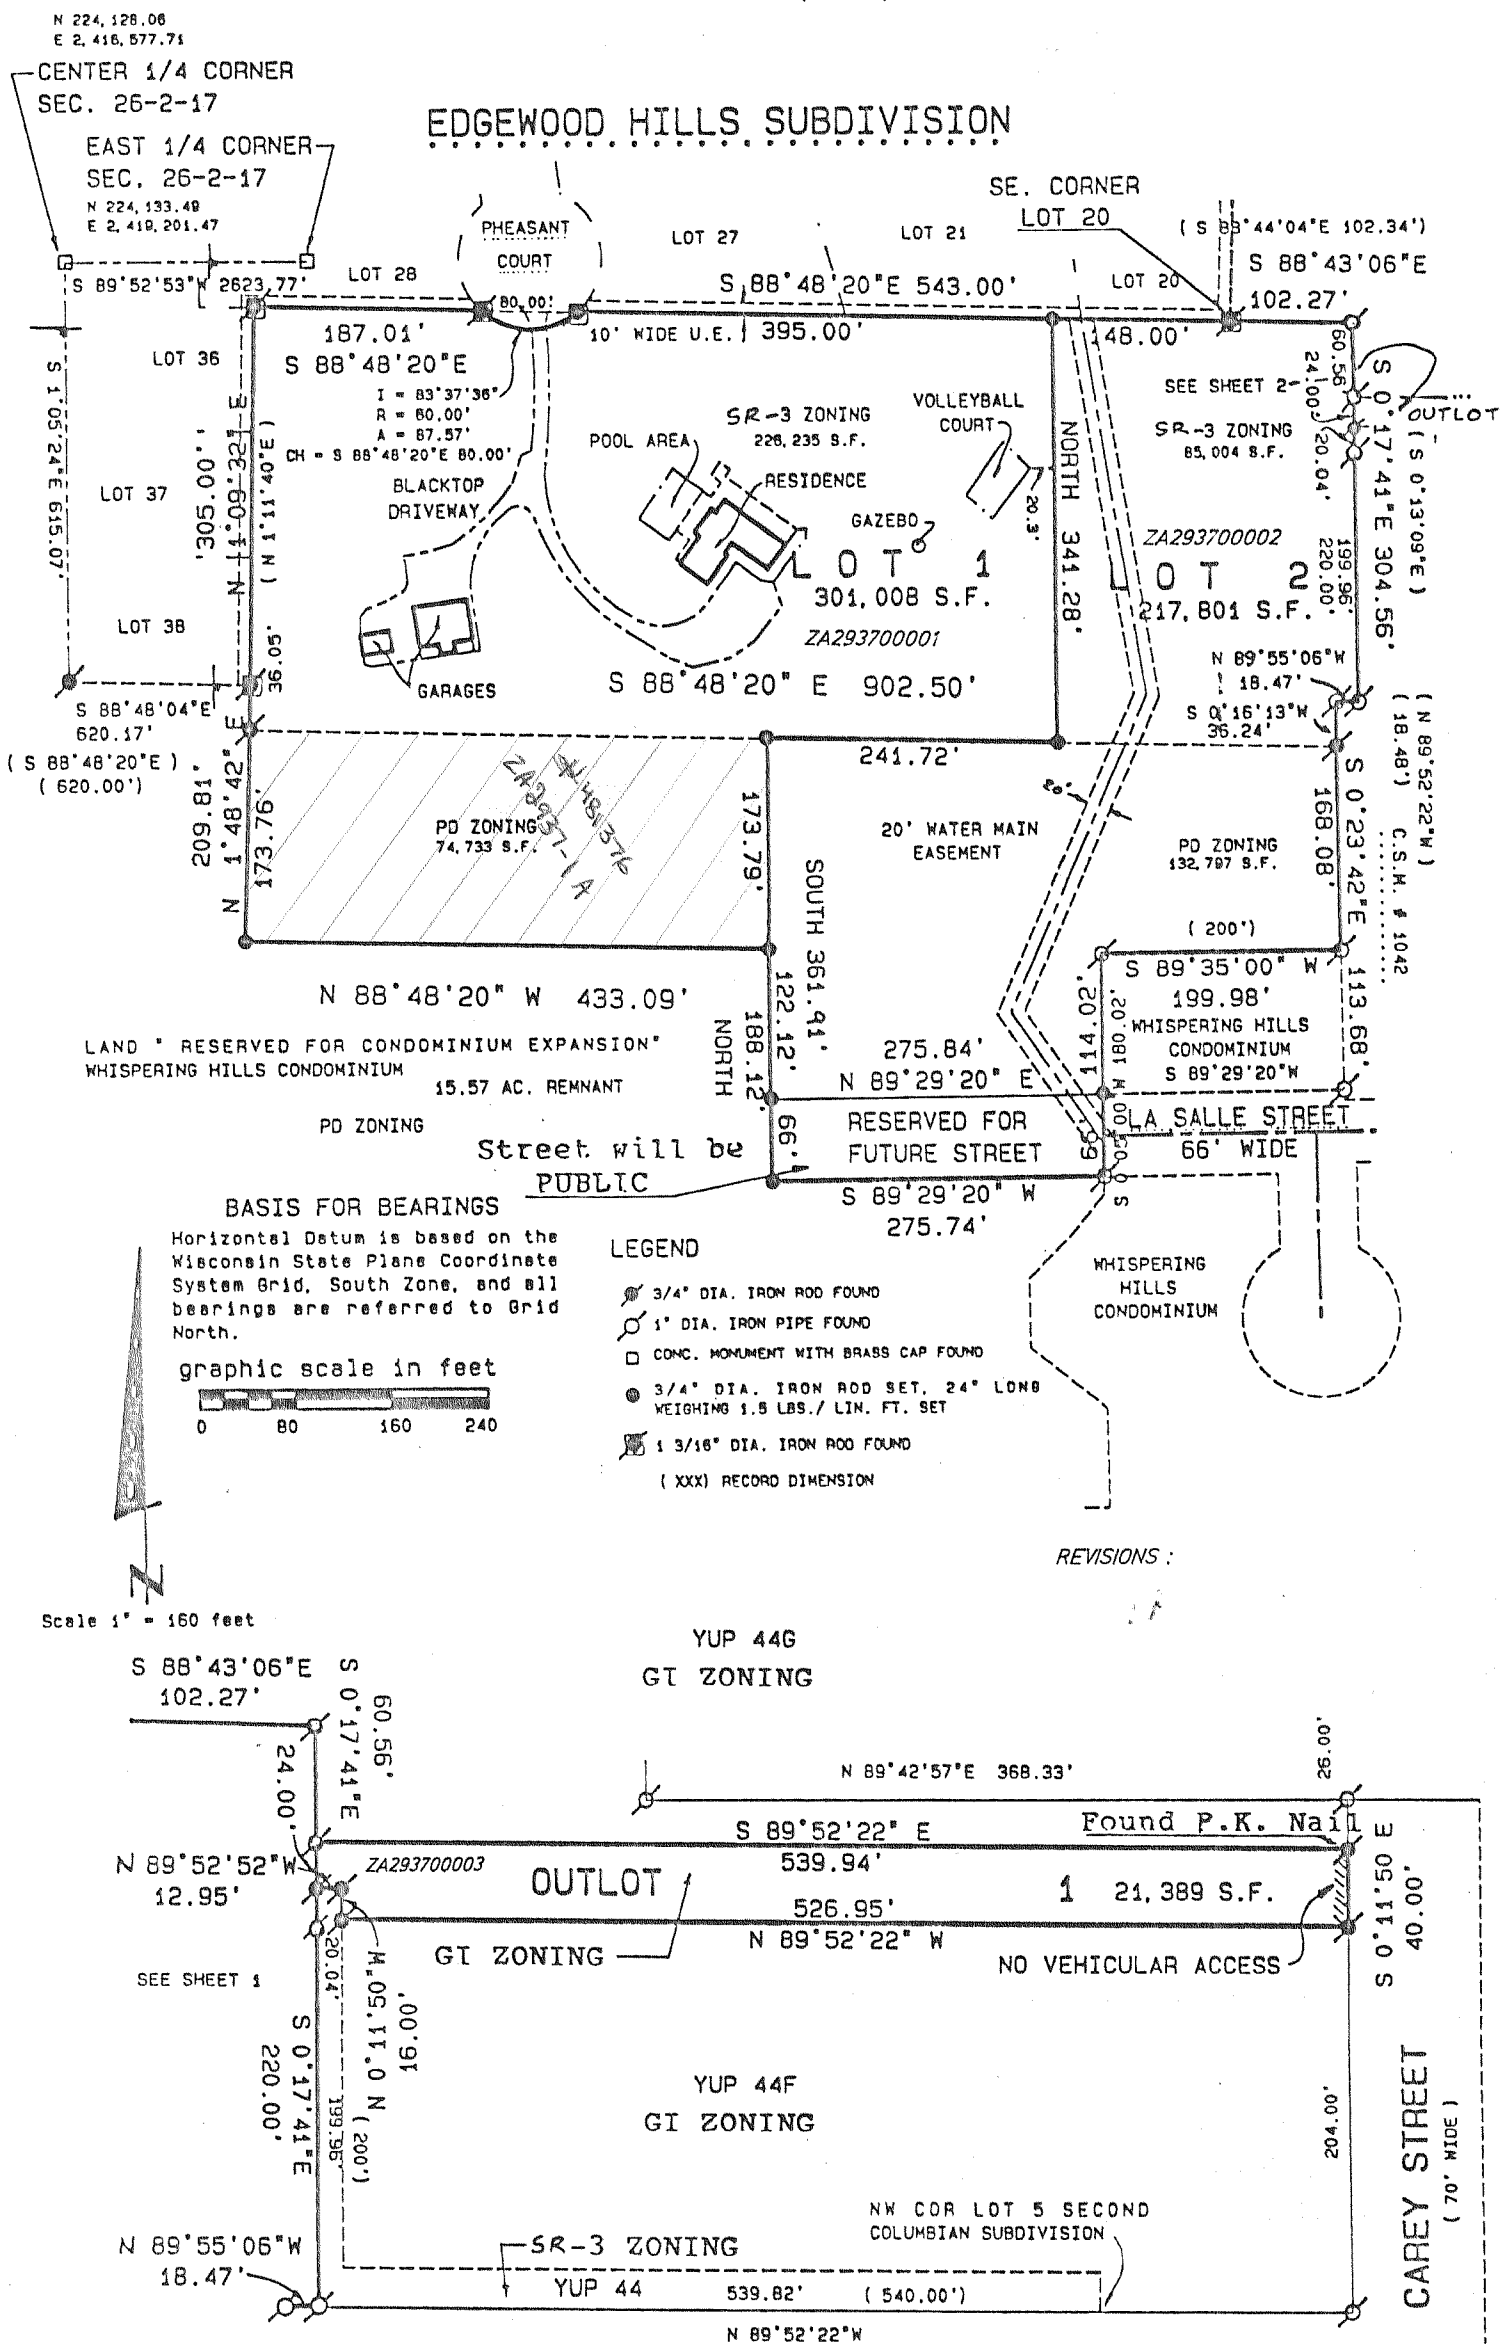 N 224,128.06
E 2,416,577.71
CENTER 1/4 CORNER
SEC. 26-2-17
EAST 1/4 CORNER
SEC. 26-2-17
N 224,133.49
E 2,419,201.47
EDGEWOOD HILLS SUBDIVISION
SE. CORNER
LOT 20
PHEASANT
COURT
LOT 27
LOT 21
( S 88°44'04"E 102.34')
S 88°43'06"E
102.27'
S 89°52'53"W 2623.77'
LOT 28
80.00'
S 88°48'20"E 543.00'
LOT 20
187.01'
S 88°48'20"E
10' WIDE U.E.
395.00'
148.00'
LOT 36
I = 83°37'36"
R = 60.00'
A = 87.57'
CH = S 88°48'20"E 80.00'
SR-3 ZONING
226,235 S.F.
VOLLEYBALL
COURT
SEE SHEET 2
SR-3 ZONING
85,004 S.F.
60.56'
24.00'
20.04'
OUTLOT
S 0°17'41"E 304.56'
( S 0°13'09"E )
199.96'
220.00'
S 1°05'24"E 615.07'
305.00'
N 1°09'32" E
( N 1°11'40"E )
LOT 37
BLACKTOP
DRIVEWAY
POOL AREA
RESIDENCE
GAZEBO
20.3'
NORTH 341.28'
ZA293700002
LOT 1
301,008 S.F.
LOT 2
217,801 S.F.
ZA293700001
LOT 38
36.05'
GARAGES
S 88°48'20" E 902.50'
N 89°55'06"W
18.47'
S 0°16'13"W
36.24'
( N 89°52'22"W )
( 18.48')
C.S.M. # 1042
S 88°48'04"E
620.17'
( S 88°48'20"E )
( 620.00')
209.81'
N 1°48'42" E
173.76'
241.72'
PD ZONING
74,733 S.F.
ZA2937-1A
173.79'
SOUTH 361.91'
20'
20' WATER MAIN
EASEMENT
PD ZONING
132,797 S.F.
S 0°23'42"E
168.08'
( 200')
S 89°35'00" W
199.98'
113.68'
N 88°48'20" W 433.09'
122.12'
188.12'
NORTH
114.02'
180.02'
WHISPERING HILLS
CONDOMINIUM
S 89°29'20"W
LAND " RESERVED FOR CONDOMINIUM EXPANSION"
WHISPERING HILLS CONDOMINIUM
15.57 AC. REMNANT
PD ZONING
275.84'
N 89°29'20" E
RESERVED FOR
FUTURE STREET
66'
66
LA SALLE STREET
66' WIDE
Street will be
PUBLIC
S 89°29'20" W
275.74'
BASIS FOR BEARINGS
Horizontal Datum is based on the
Wisconsin State Plane Coordinate
System Grid, South Zone, and all
bearings are referred to Grid
North.
graphic scale in feet
0 80 160 240
LEGEND
3/4" DIA. IRON ROD FOUND
1" DIA. IRON PIPE FOUND
CONC. MONUMENT WITH BRASS CAP FOUND
3/4" DIA. IRON ROD SET, 24" LONG
WEIGHING 1.5 LBS./ LIN. FT. SET
1 3/16" DIA. IRON ROD FOUND
( XXX) RECORD DIMENSION
WHISPERING
HILLS
CONDOMINIUM
REVISIONS :
Z
Scale 1" = 160 feet
YUP 44G
GI ZONING
S 88°43'06"E
102.27'
S 0°17'41"E
60.56'
24.00'
N 89°42'57"E 368.33'
26.00'
S 89°52'22" E
539.94'
Found P.K. Nail
N 89°52'52"W
12.95'
ZA293700003
OUTLOT 1
21,389 S.F.
526.95'
N 89°52'22" W
GI ZONING
NO VEHICULAR ACCESS
S 0°11'50 E
40.00'
SEE SHEET 1
20.04'
N 0°11'50"W
16.00'
S 0°17'41"E
220.00'
199.96'
(200')
YUP 44F
GI ZONING
204.00'
CAREY STREET
( 70' WIDE )
NW COR LOT 5 SECOND
COLUMBIAN SUBDIVISION
N 89°55'06"W
18.47'
SR-3 ZONING
YUP 44
539.82'
( 540.00')
N 89°52'22"W